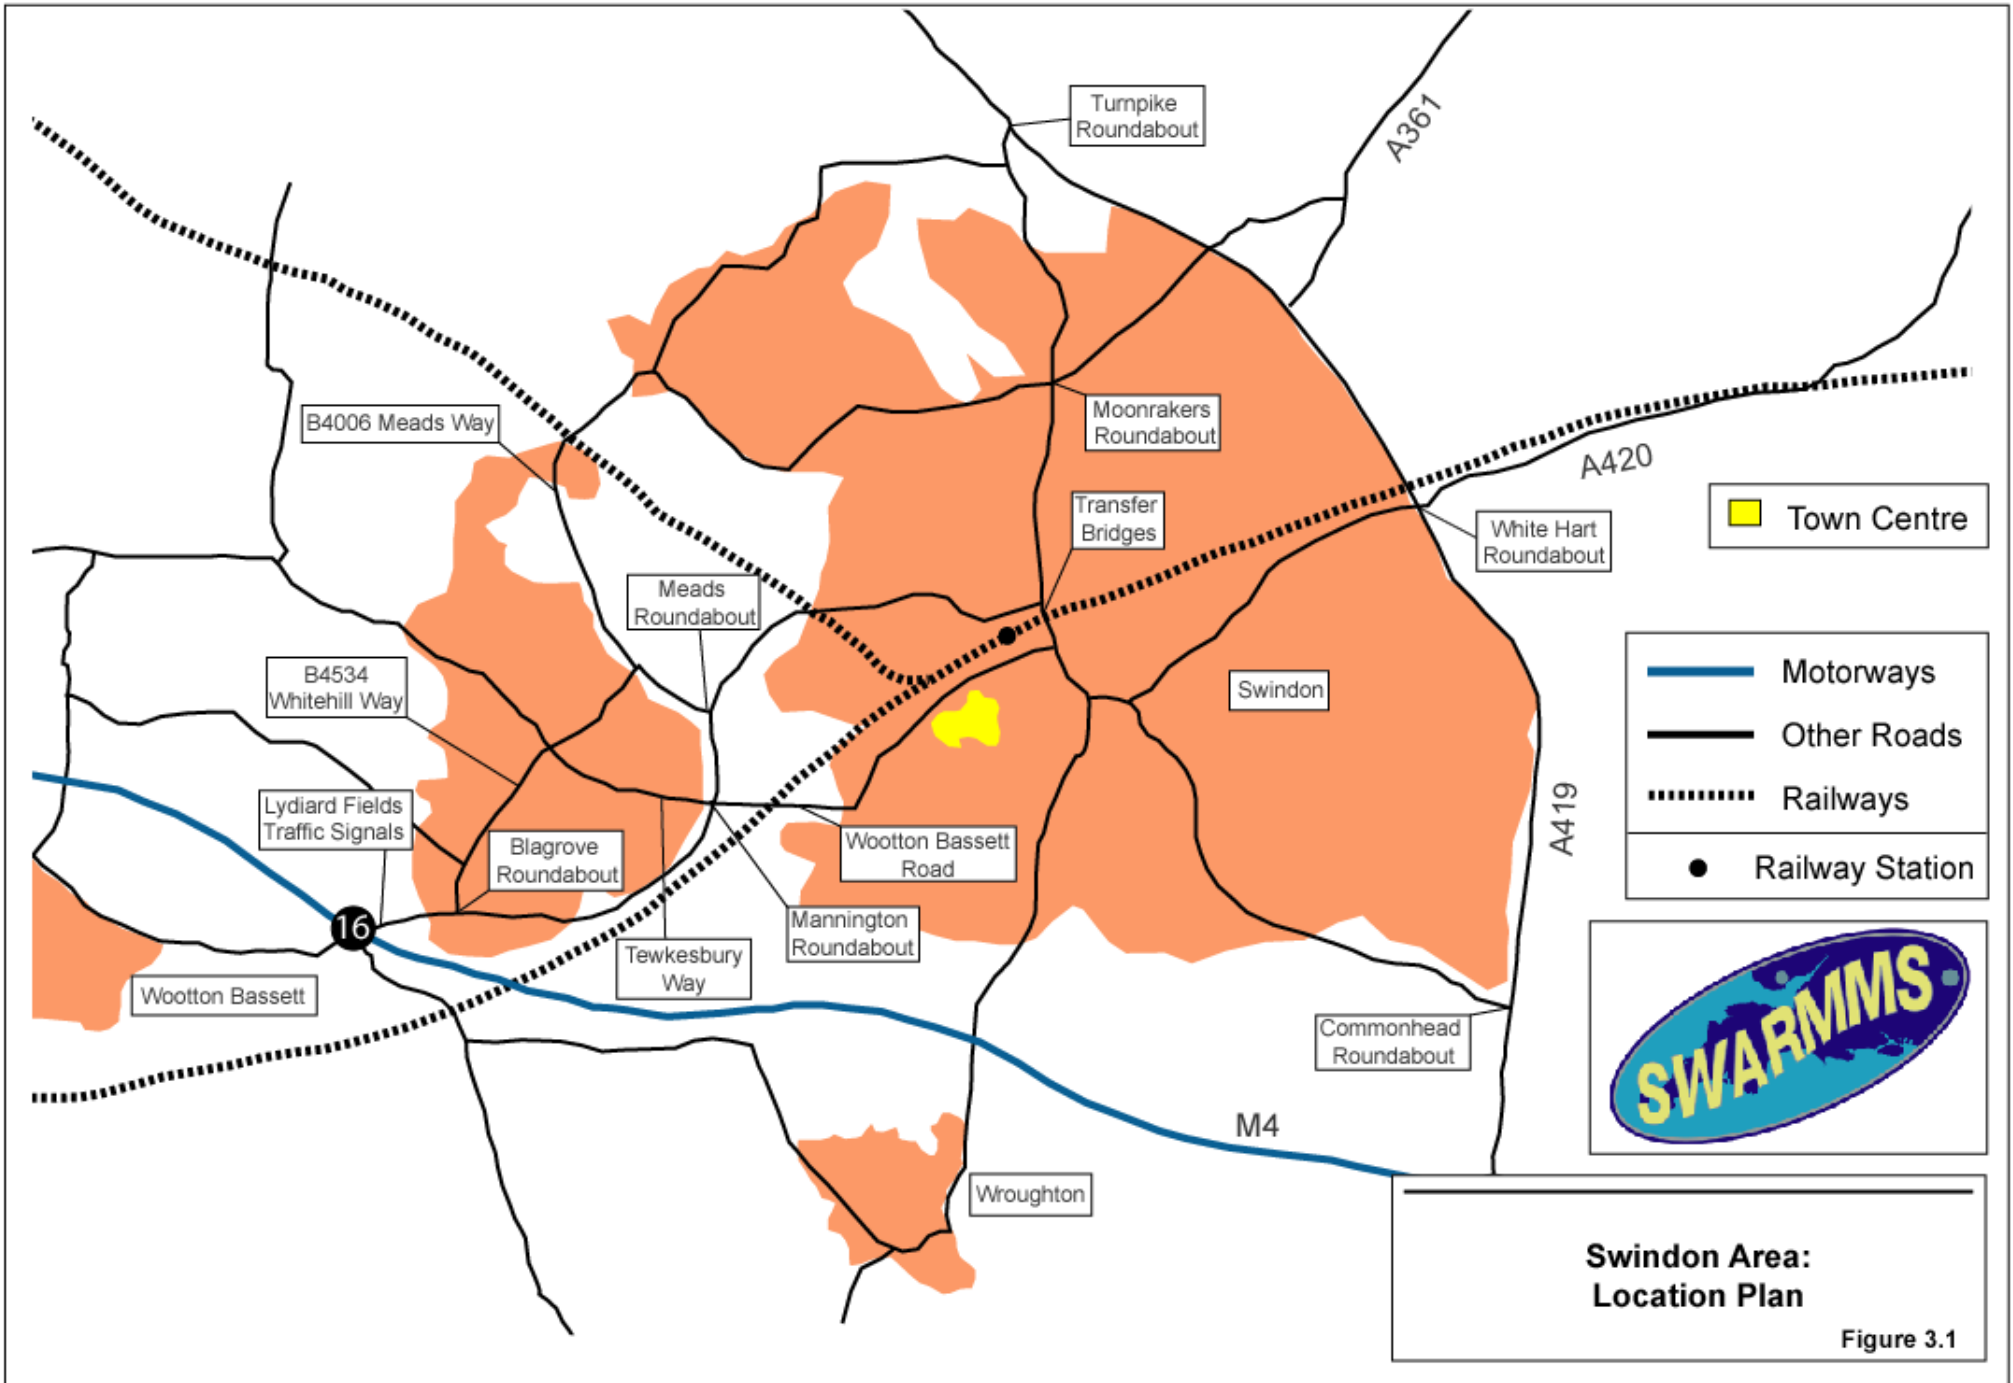 Turnpike
Roundabout
A361
B4006 Meads Way
Moonrakers
Roundabout
A420
Transfer
Bridges
Town Centre
White Hart
Roundabout
Meads
Roundabout
B4534
Whitehill Way
Swindon
Motorways
Other Roads
Railways
Railway Station
Lydiard Fields
Traffic Signals
A419
Blagrove
Roundabout
Wootton Bassett
Road
16
Mannington
Roundabout
Tewkesbury
Way
Wootton Bassett
SWARMMS
Commonhead
Roundabout
M4
Wroughton
Swindon Area:
Location Plan
Figure 3.1